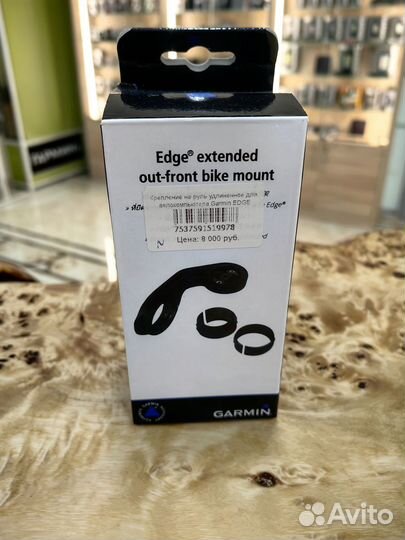 Edge® extended
out-front bike mount
Крепление на руль удлиненное для
велокомпьютера Garmin EDGE
Edge®
7537591519978
Цена: 8 000 руб.
GARMIN
Avito